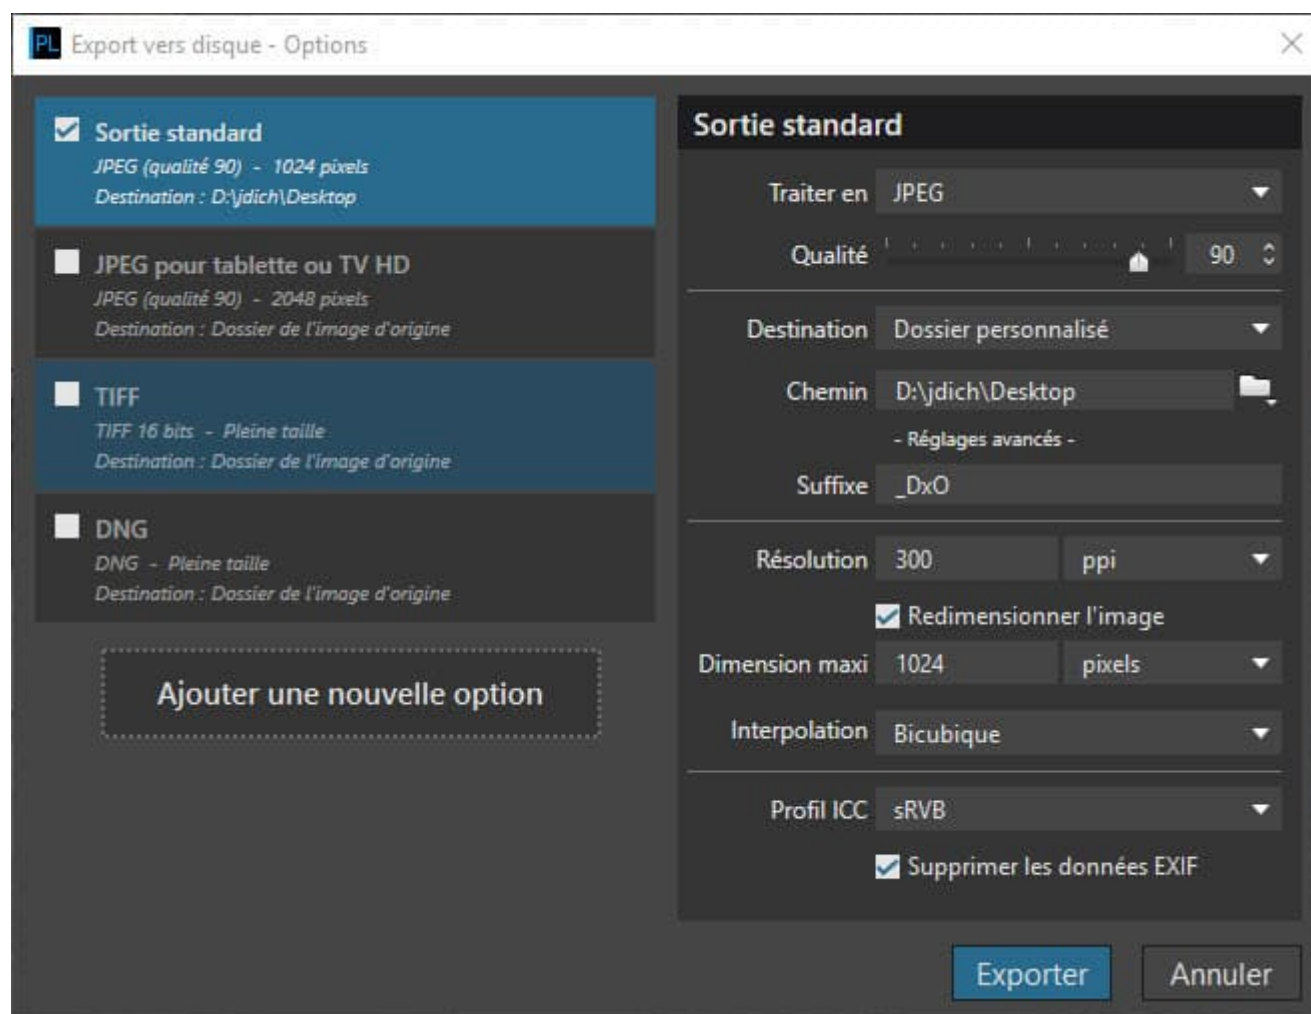 PL Export vers disque - Options
Sortie standard
JPEG (qualité 90) - 1024 pixels
Destination : D:\jdich\Desktop
JPEG pour tablette ou TV HD
JPEG (qualité 90) - 2048 pixels
Destination : Dossier de l'image d'origine
TIFF
TIFF 16 bits - Pleine taille
Destination : Dossier de l'image d'origine
DNG
DNG - Pleine taille
Destination : Dossier de l'image d'origine
Ajouter une nouvelle option
Sortie standard
Traiter en JPEG
Qualité 90
Destination Dossier personnalisé
Chemin D:\jdich\Desktop
- Réglages avancés -
Suffixe _DxO
Résolution 300 ppi
Redimensionner l'image
Dimension maxi 1024 pixels
Interpolation Bicubique
Profil ICC sRVB
Supprimer les données EXIF
Exporter Annuler